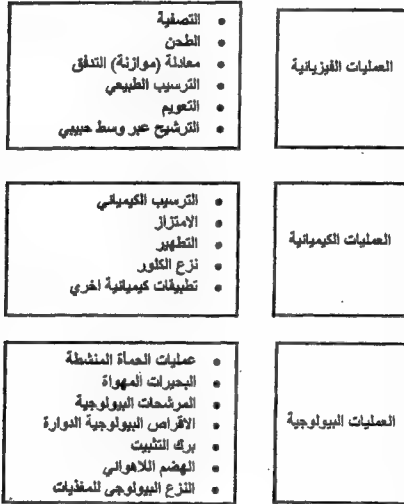 العمليات الفيزيائية
التصفية
الطحن
معادلة (موازنة) التدفق
الترسيب الطبيعي
التعويم
الترشيح عبر وسط حبيبي
العمليات الكيميائية
الترسيب الكيميائي
الامتزاز
التطهير
نزع الكلور
تطبيقات كيميائية اخري
العمليات البيولوجية
عمليات الحمأة المنشطة
البحيرات المهواة
المرشحات البيولوجية
الاقراص البيولوجية الدوارة
برك التثبيت
الهضم اللاهوائي
النزع البيولوجي للمغذيات